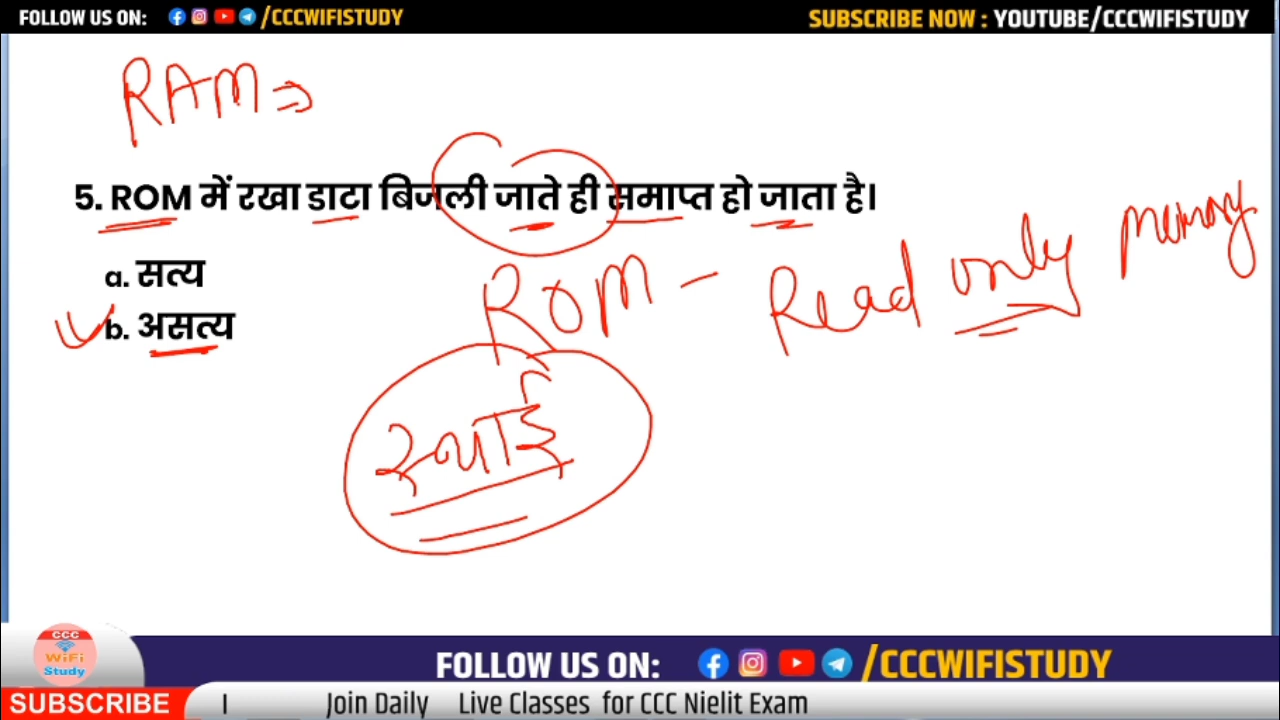 FOLLOW US ON: /CCCWIFISTUDY SUBSCRIBE NOW : YOUTUBE/CCCWIFISTUDY
RAM ⇒
5. ROM में रखा डाटा बिजली जाते ही समाप्त हो जाता है।
a. सत्य
b. असत्य
ROM - Read only memory
स्थाई
CCC
WiFi
Study
FOLLOW US ON: /CCCWIFISTUDY
SUBSCRIBE I Join Daily Live Classes for CCC Nielit Exam